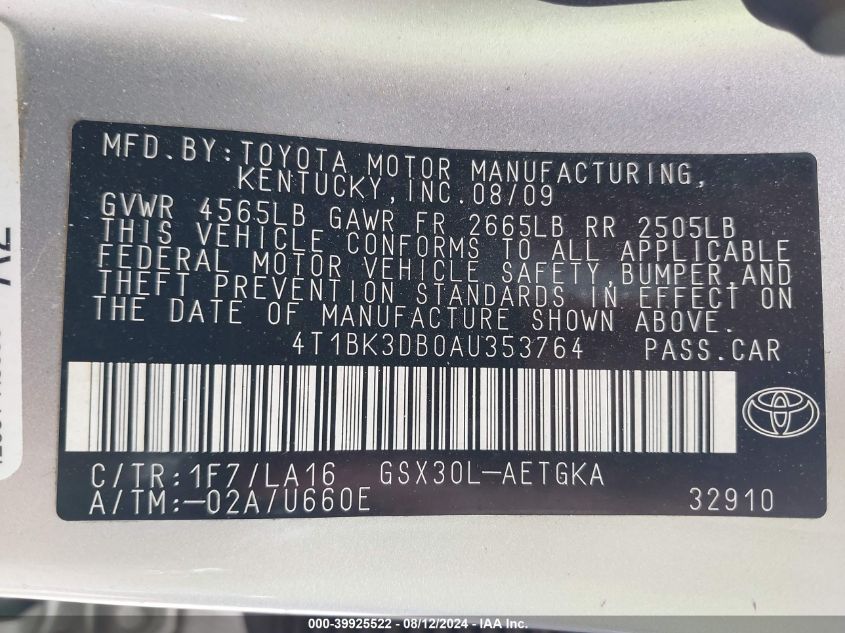 MFD.BY:TOYOTA MOTOR MANUFACTURING,
KENTUCKY,INC.08/09
GVWR 4565LB GAWR FR 2665LB RR 2505LB
THIS VEHICLE CONFORMS TO ALL APPLICABLE
FEDERAL MOTOR VEHICLE SAFETY,BUMPER,AND
THEFT PREVENTION STANDARDS IN EFFECT ON
THE DATE OF MANUFACTURE SHOWN ABOVE.
4T1BK3DB0AU353764 PASS.CAR
C/TR:1F7/LA16 GSX30L-AETGKA
A/TM:-02A/U660E 32910
000-39925522 - 08/12/2024 - IAA Inc.